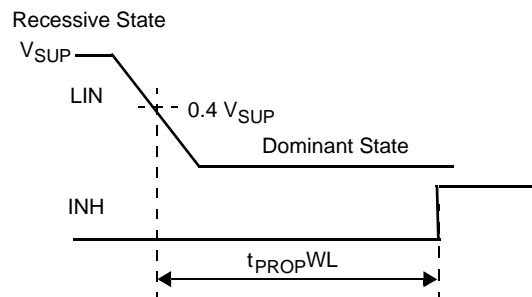 Recessive State
VSUP
LIN
0.4 VSUP
Dominant State
INH
tPROPWL